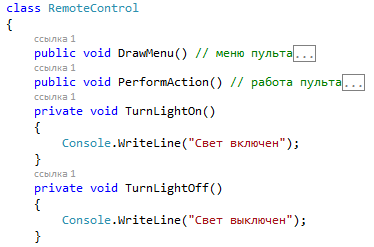 class RemoteControl
{
ссылка 1
public void DrawMenu() // меню пульта...
ссылка 1
public void PerformAction() // работа пульта...
ссылка 1
private void TurnLightOn()
{
Console.WriteLine("Свет включен");
}
ссылка 1
private void TurnLightOff()
{
Console.WriteLine("Свет выключен");
}